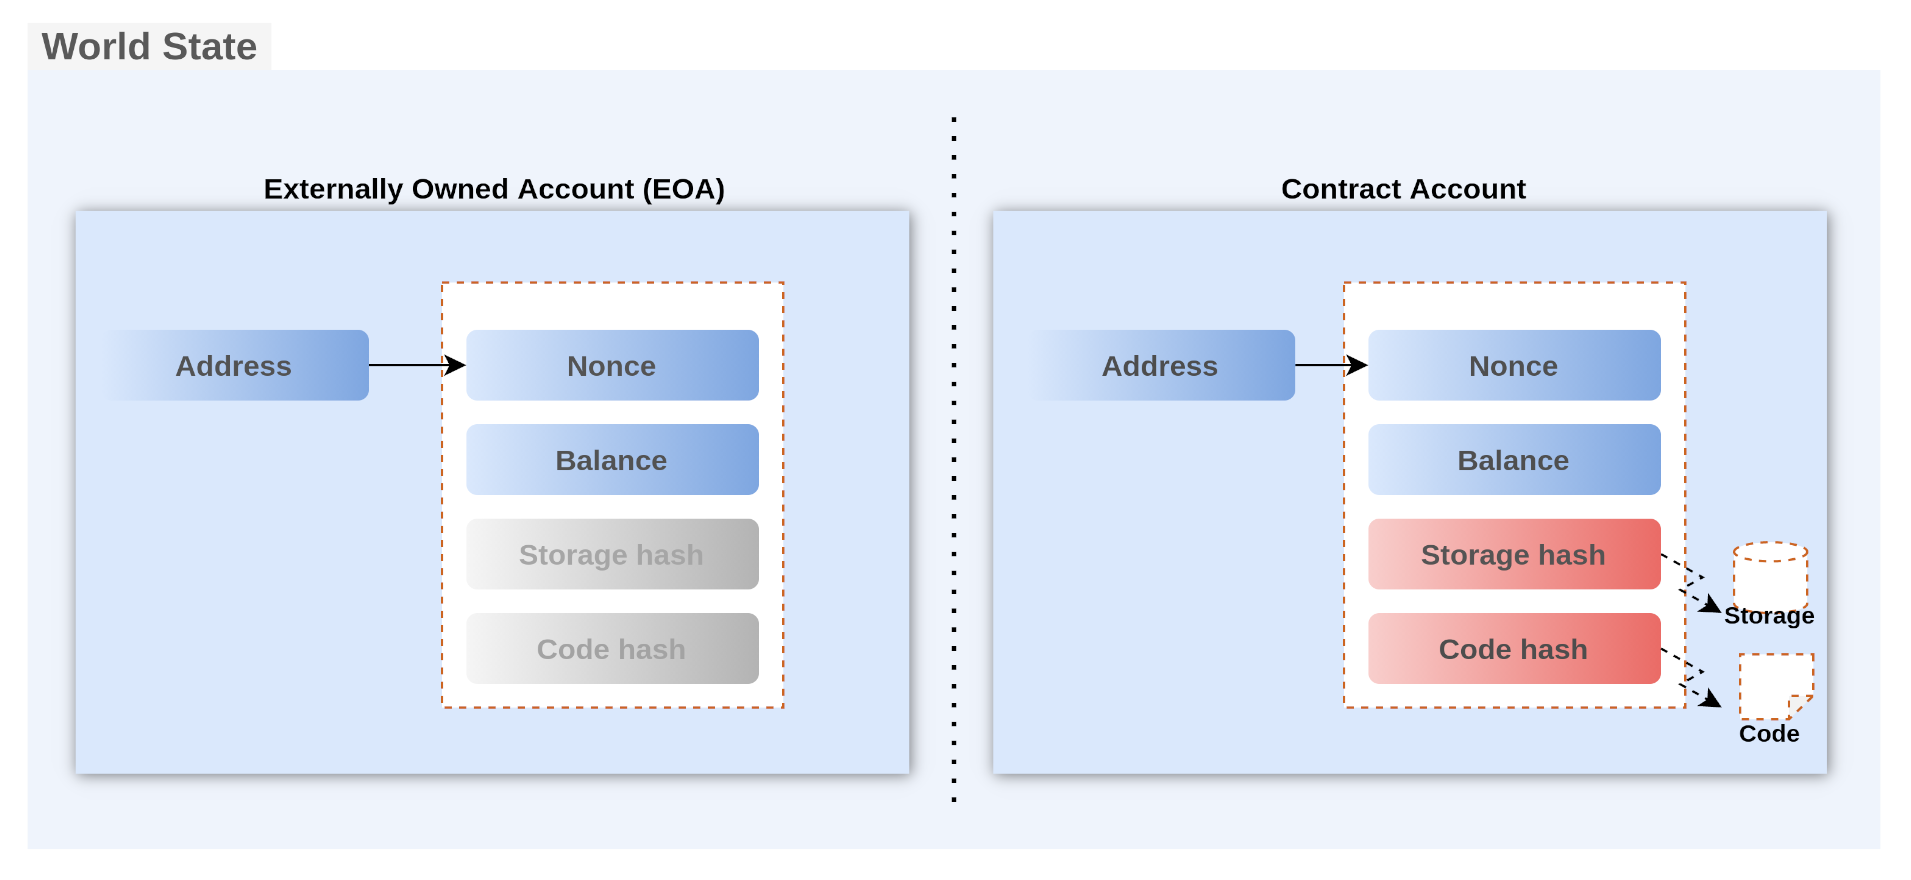 World State
Externally Owned Account (EOA)
Address
Nonce
Balance
Storage hash
Code hash
Contract Account
Address
Nonce
Balance
Storage hash
Code hash
Storage
Code